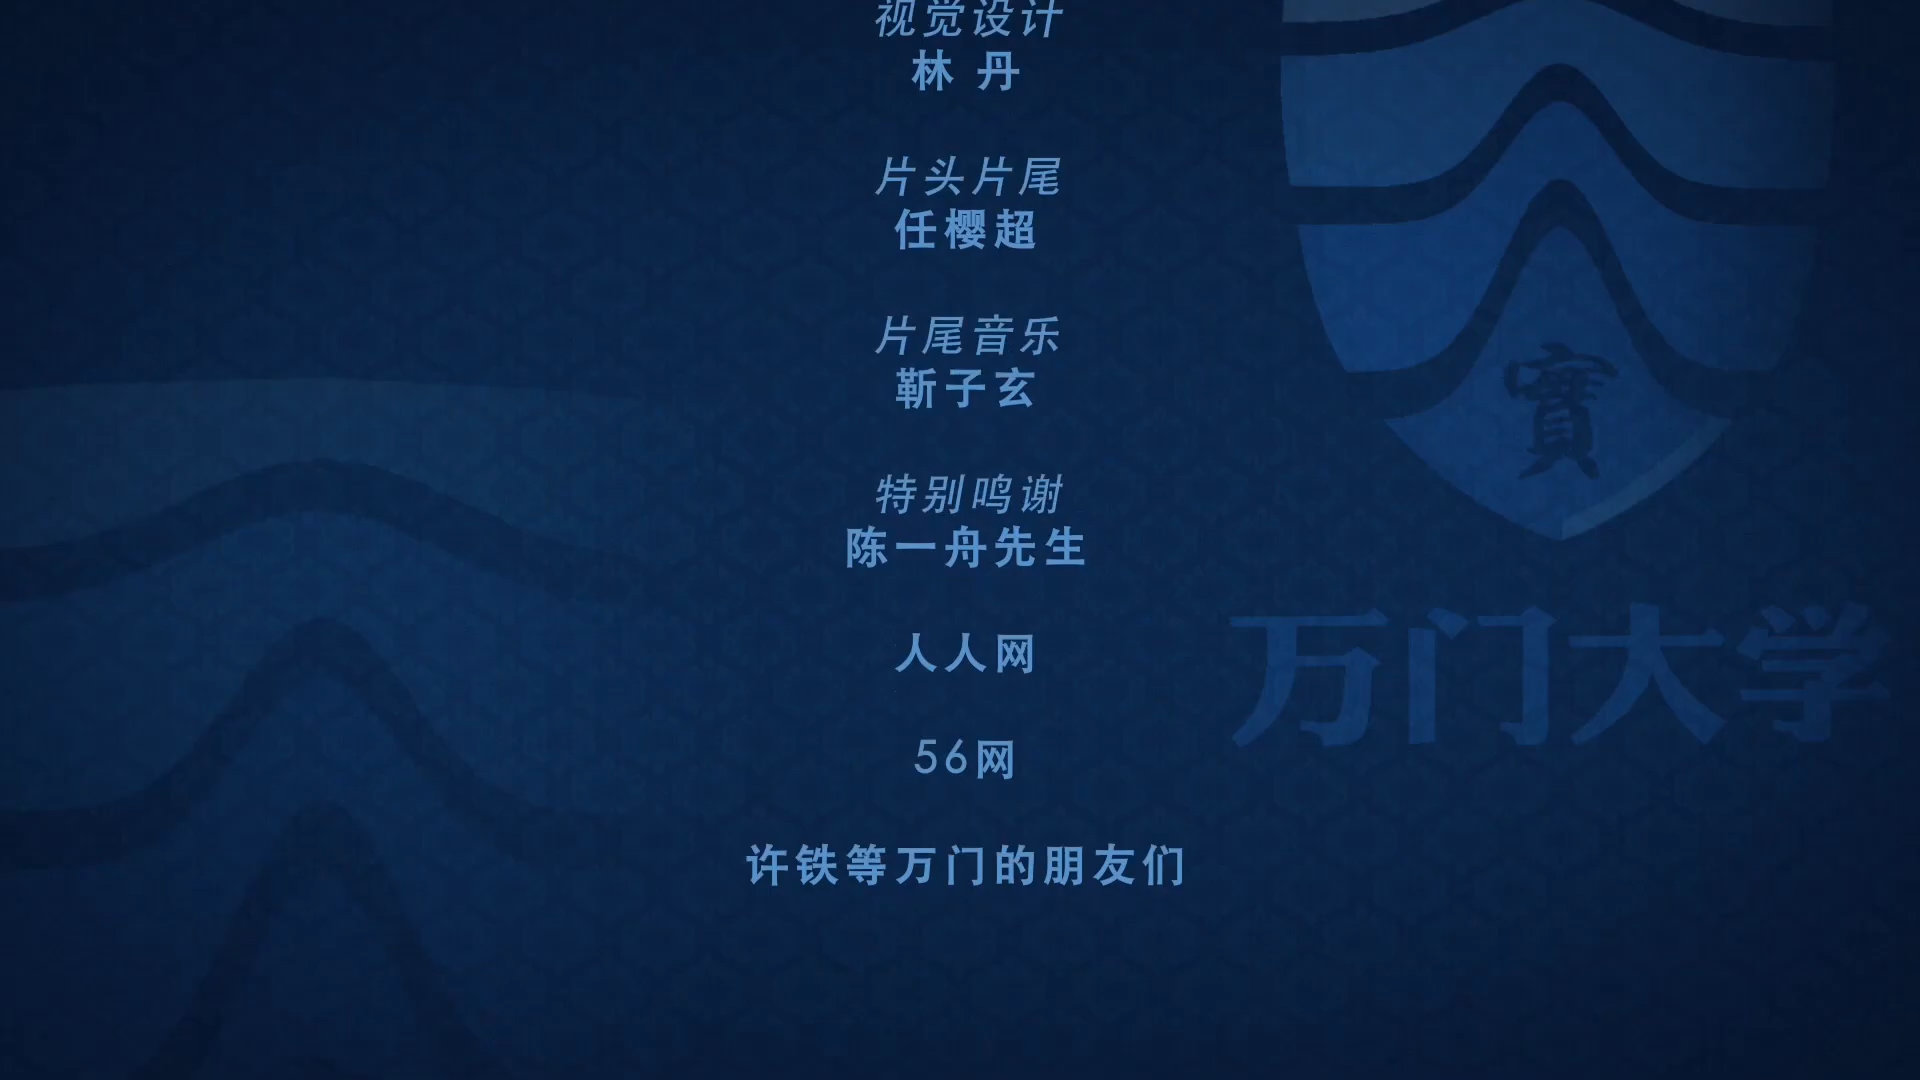 视觉设计
林 丹
片头片尾
任樱超
片尾音乐
靳子玄
特别鸣谢
陈一舟先生
人人网
56网
许铁等万门的朋友们
實
万门大学